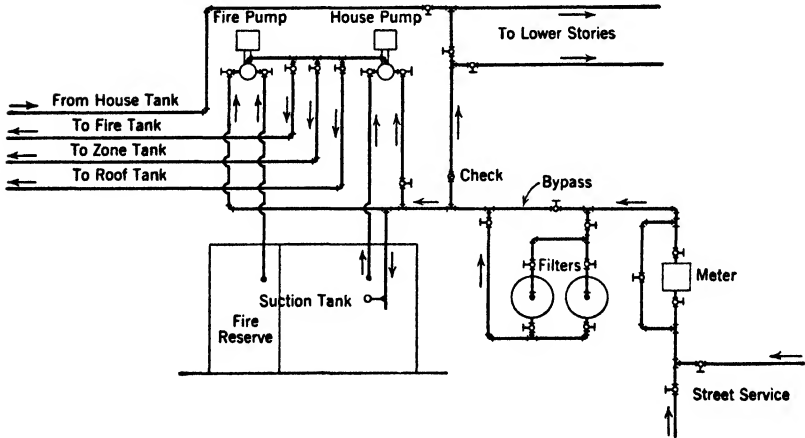 Fire Pump
House Pump
To Lower Stories
From House Tank
To Fire Tank
To Zone Tank
To Roof Tank
Check
Bypass
Filters
Meter
Suction Tank
Fire
Reserve
Street Service